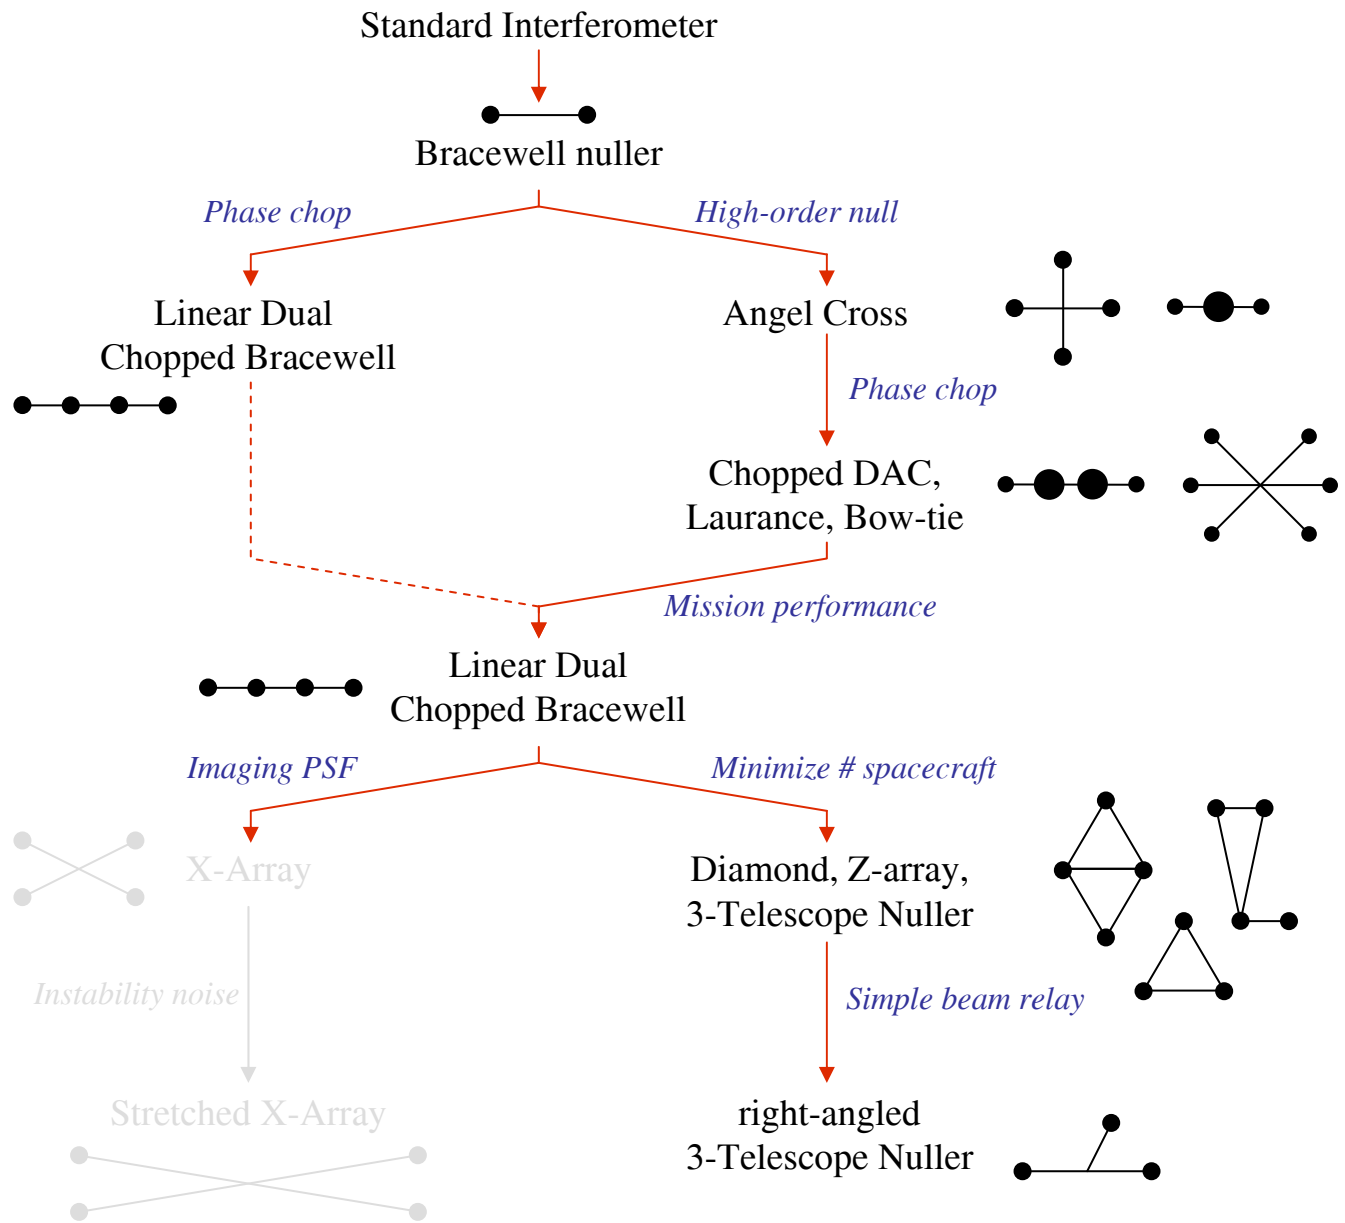 Standard Interferometer
Bracewell nuller
Phase chop
High-order null
Linear Dual
Chopped Bracewell
Angel Cross
Phase chop
Chopped DAC,
Laurance, Bow-tie
Mission performance
Linear Dual
Chopped Bracewell
Imaging PSF
Minimize # spacecraft
X-Array
Diamond, Z-array,
3-Telescope Nuller
Instability noise
Simple beam relay
Stretched X-Array
right-angled
3-Telescope Nuller